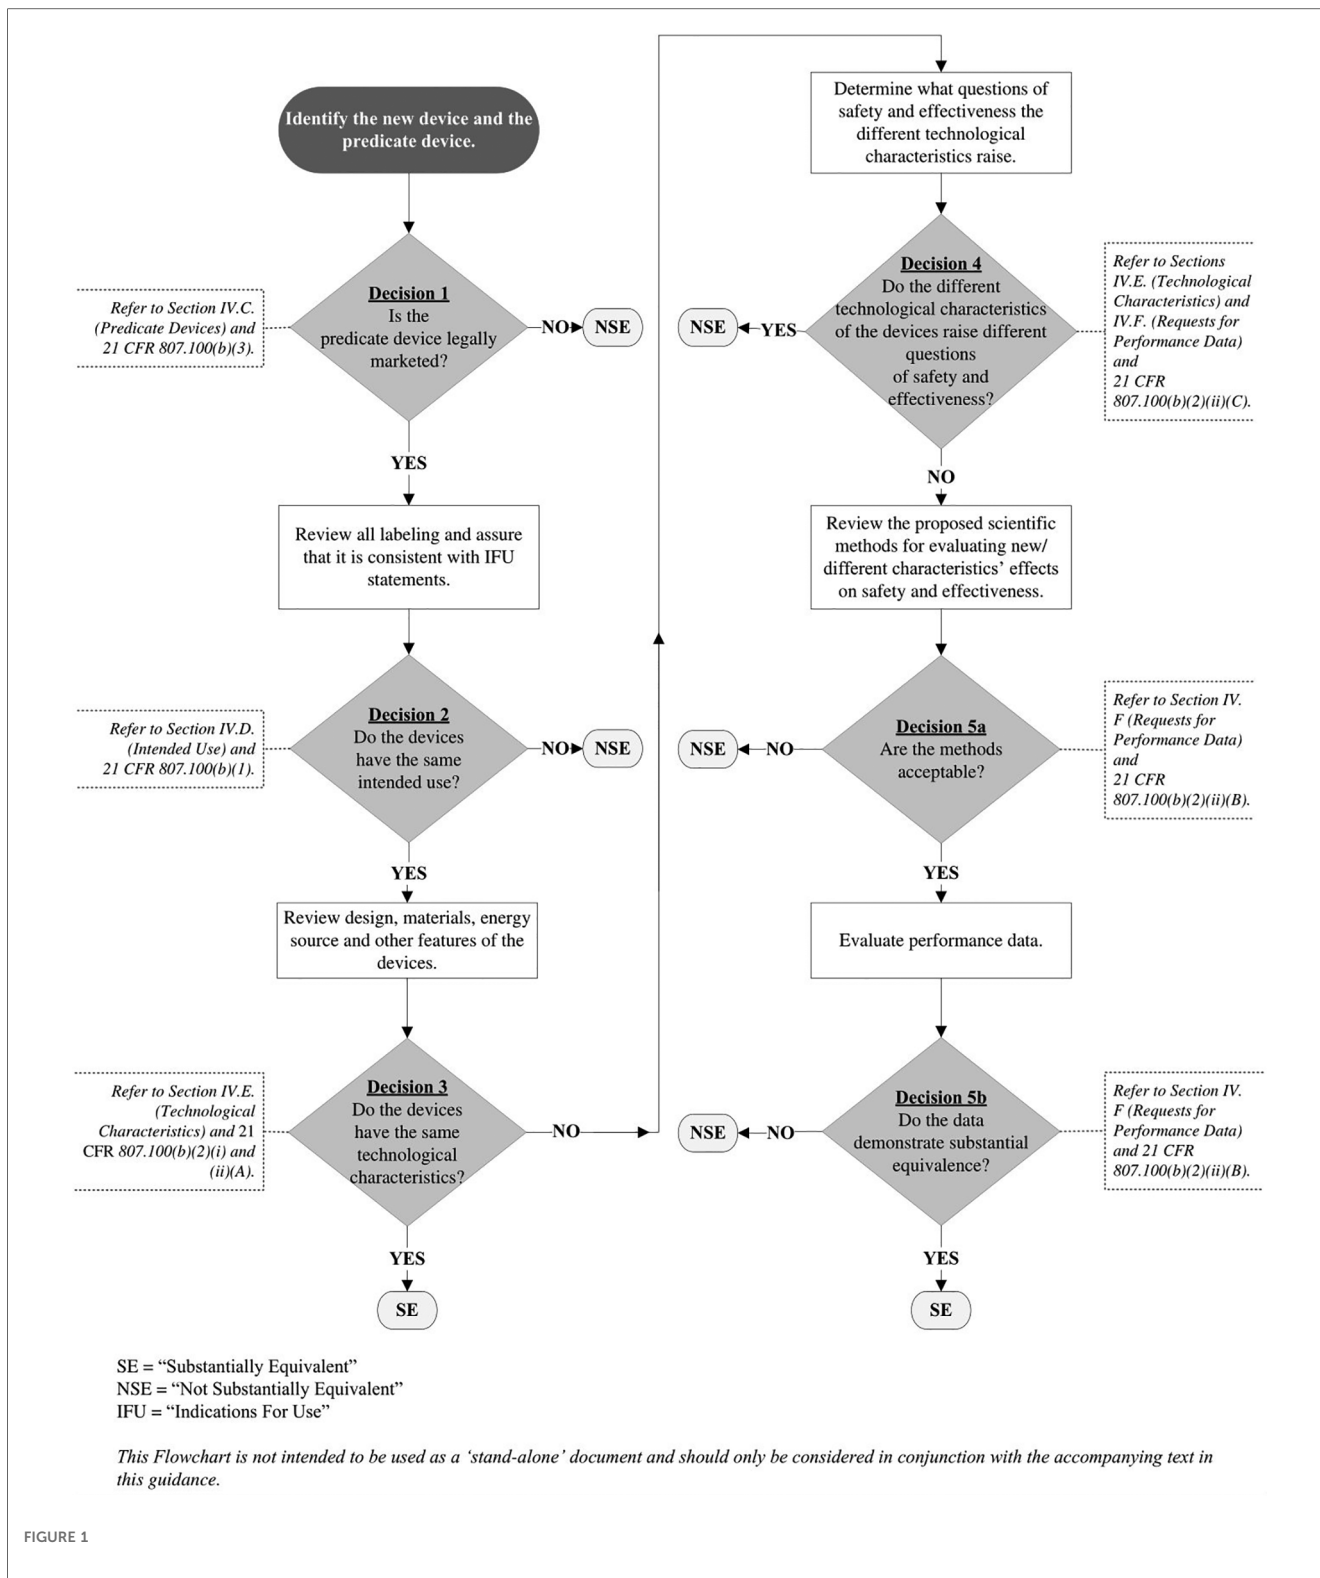 Identify the new device and the
predicate device.
Refer to Section IV.C.
(Predicate Devices) and
21 CFR 807.100(b)(3).
Decision 1
Is the
predicate device legally
marketed?
NO
NSE
YES
Review all labeling and assure
that it is consistent with IFU
statements.
Refer to Section IV.D.
(Intended Use) and
21 CFR 807.100(b)(1).
Decision 2
Do the devices
have the same
intended use?
NO
NSE
YES
Review design, materials, energy
source and other features of the
devices.
Refer to Section IV.E.
(Technological
Characteristics) and 21
CFR 807.100(b)(2)(i) and
(ii)(A).
Decision 3
Do the devices
have the same
technological
characteristics?
NO
YES
SE
Determine what questions of
safety and effectiveness the
different technological
characteristics raise.
Decision 4
Do the different
technological characteristics
of the devices raise different
questions
of safety and
effectiveness?
YES
NSE
Refer to Sections
IV.E. (Technological
Characteristics) and
IV.F. (Requests for
Performance Data)
and
21 CFR
807.100(b)(2)(ii)(C).
NO
Review the proposed scientific
methods for evaluating new/
different characteristics’ effects
on safety and effectiveness.
Decision 5a
Are the methods
acceptable?
NO
NSE
Refer to Section IV.
F (Requests for
Performance Data)
and
21 CFR
807.100(b)(2)(ii)(B).
YES
Evaluate performance data.
Decision 5b
Do the data
demonstrate substantial
equivalence?
NO
NSE
Refer to Section IV.
F (Requests for
Performance Data)
and 21 CFR
807.100(b)(2)(ii)(B).
YES
SE
SE = “Substantially Equivalent”
NSE = “Not Substantially Equivalent”
IFU = “Indications For Use”
This Flowchart is not intended to be used as a ‘stand-alone’ document and should only be considered in conjunction with the accompanying text in
this guidance.
FIGURE 1